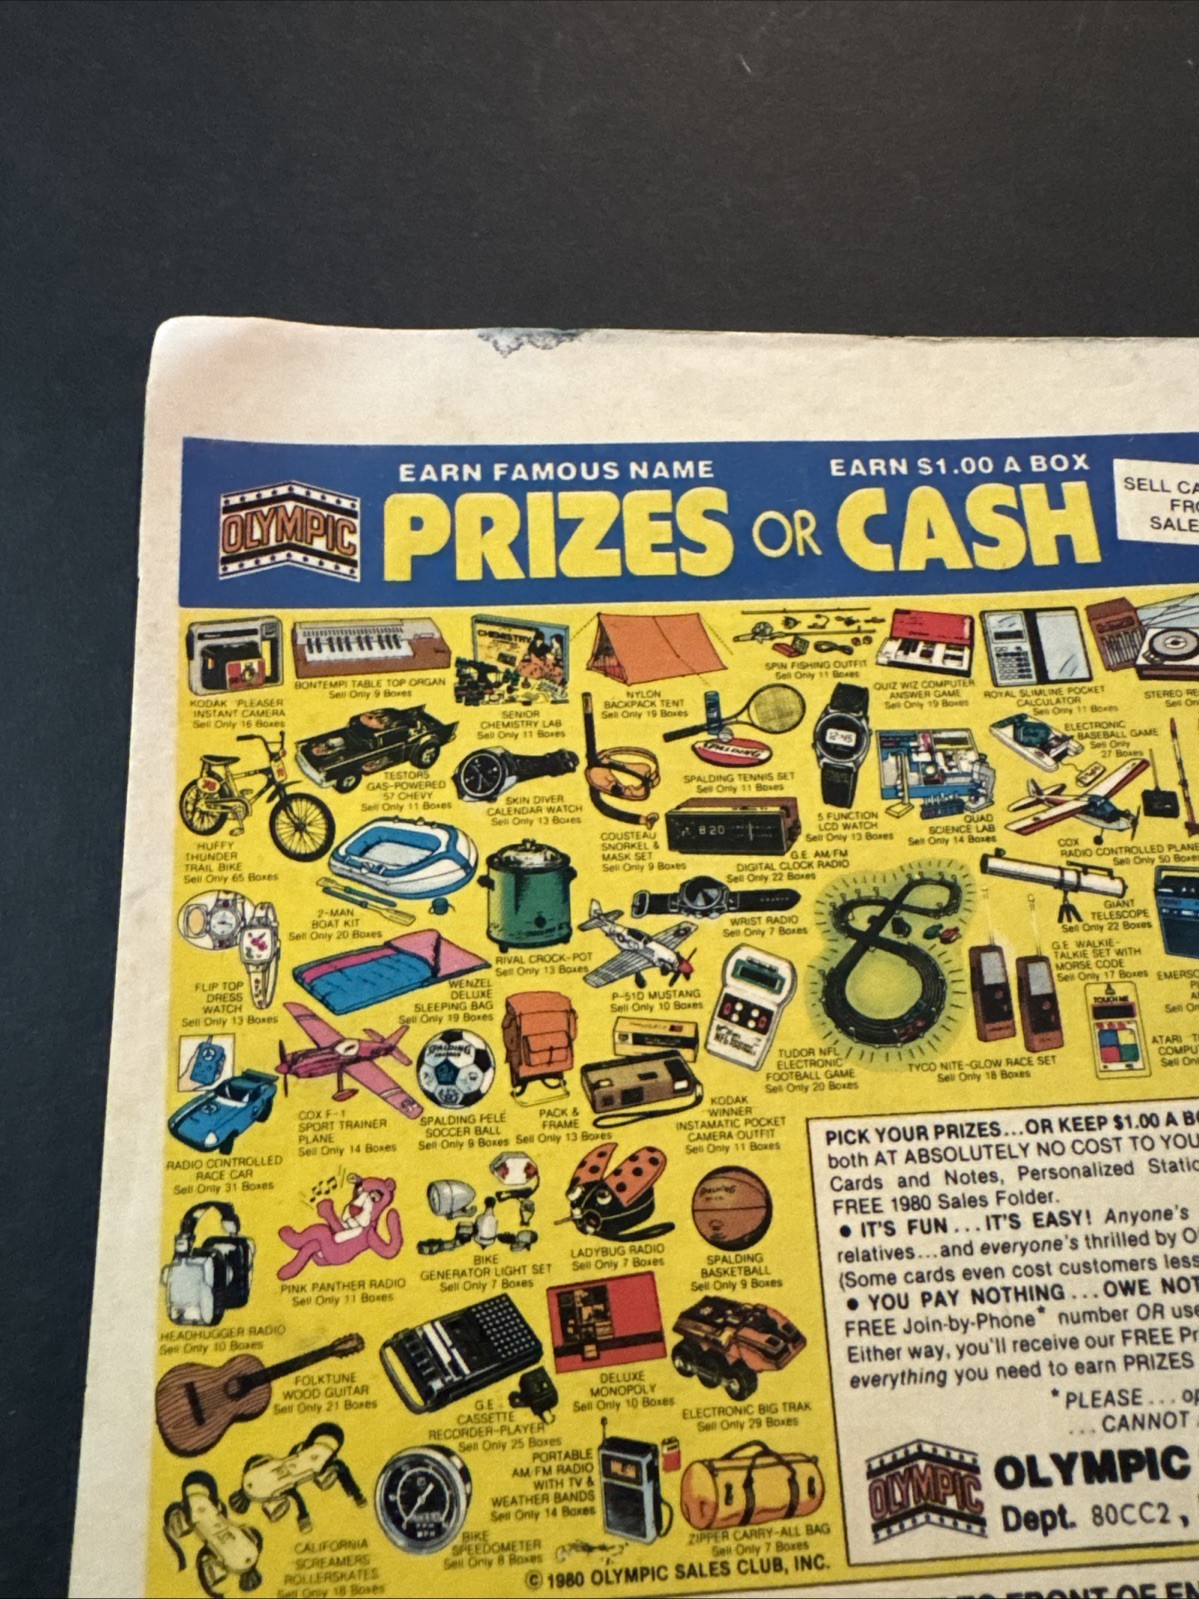 EARN FAMOUS NAME
PRIZES OR CASH
EARN $1.00 A BOX
OLYMPIC
SELL CA
FRO
SALE
KODAK 'PLEASER'
INSTANT CAMERA
Sell Only 16 Boxes
BONTEMPI TABLE TOP ORGAN
Sell Only 9 Boxes
CHEMISTRY
SENIOR
CHEMISTRY LAB
Sell Only 11 Boxes
NYLON
BACKPACK TENT
Sell Only 19 Boxes
SPIN FISHING OUTFIT
Sell Only 11 Boxes
QUIZ WIZ COMPUTER
ANSWER GAME
Sell Only 19 Boxes
ROYAL SLIMLINE POCKET
CALCULATOR
Sell Only 11 Boxes
STEREO RE
Sell On
HUFFY
THUNDER
TRAIL BIKE
Sell Only 65 Boxes
TESTORS
GAS-POWERED
57 CHEVY
Sell Only 11 Boxes
SKIN DIVER
CALENDAR WATCH
Sell Only 13 Boxes
COUSTEAU
SNORKEL &
MASK SET
Sell Only 9 Boxes
SPALDING
SPALDING TENNIS SET
Sell Only 11 Boxes
12:45
5 FUNCTION
LCD WATCH
Sell Only 13 Boxes
QUAD
SCIENCE LAB
Sell Only 14 Boxes
ELECTRONIC
BASEBALL GAME
Sell Only
27 Boxes
COX
RADIO CONTROLLED PLANE
Sell Only 50 Boxes
8:20
G.E. AM/FM
DIGITAL CLOCK RADIO
Sell Only 22 Boxes
2-MAN
BOAT KIT
Sell Only 20 Boxes
RIVAL CROCK-POT
Sell Only 13 Boxes
WRIST RADIO
Sell Only 7 Boxes
GIANT
TELESCOPE
Sell Only 22 Boxes
FLIP TOP
DRESS
WATCH
Sell Only 13 Boxes
WENZEL
DELUXE
SLEEPING BAG
Sell Only 19 Boxes
P-51D MUSTANG
Sell Only 10 Boxes
G.E. WALKIE-
TALKIE SET WITH
MORSE CODE
Sell Only 17 Boxes
EMERSO
TOUCH ME
ATARI
COMPU
TUDOR NFL
ELECTRONIC
FOOTBALL GAME
Sell Only 20 Boxes
TYCO NITE-GLOW RACE SET
Sell Only 18 Boxes
RADIO CONTROLLED
RACE CAR
Sell Only 31 Boxes
COX F-1
SPORT TRAINER
PLANE
Sell Only 14 Boxes
SPALDING
SPALDING PELE
SOCCER BALL
Sell Only 9 Boxes
PACK &
FRAME
Sell Only 13 Boxes
KODAK
'WINNER'
INSTAMATIC POCKET
CAMERA OUTFIT
Sell Only 11 Boxes
PINK PANTHER RADIO
Sell Only 11 Boxes
BIKE
GENERATOR LIGHT SET
Sell Only 7 Boxes
LADYBUG RADIO
Sell Only 7 Boxes
SPALDING
SPALDING
BASKETBALL
Sell Only 9 Boxes
HEADHUGGER RADIO
Sell Only 10 Boxes
FOLKTUNE
WOOD GUITAR
Sell Only 21 Boxes
G.E.
CASSETTE
RECORDER-PLAYER
Sell Only 25 Boxes
DELUXE
MONOPOLY
Sell Only 10 Boxes
ELECTRONIC BIG TRAK
Sell Only 29 Boxes
CALIFORNIA
'SCREAMERS'
ROLLERSKATES
Sell Only 18 Boxes
BIKE
SPEEDOMETER
Sell Only 8 Boxes
PORTABLE
AM/FM RADIO
WITH TV &
WEATHER BANDS
Sell Only 14 Boxes
ZIPPER CARRY-ALL BAG
Sell Only 7 Boxes
© 1980 OLYMPIC SALES CLUB, INC.
PICK YOUR PRIZES...OR KEEP $1.00 A B
both AT ABSOLUTELY NO COST TO YOU
Cards and Notes, Personalized Static
FREE 1980 Sales Folder.
• IT'S FUN...IT'S EASY! Anyone's
relatives...and everyone's thrilled by O
(Some cards even cost customers less
• YOU PAY NOTHING...OWE NOT
FREE Join-by-Phone* number OR use
Either way, you'll receive our FREE Pr
everything you need to earn PRIZES
*PLEASE...o
...CANNOT
OLYMPIC
OLYMPIC
Dept. 80CC2,
FRONT OF EN